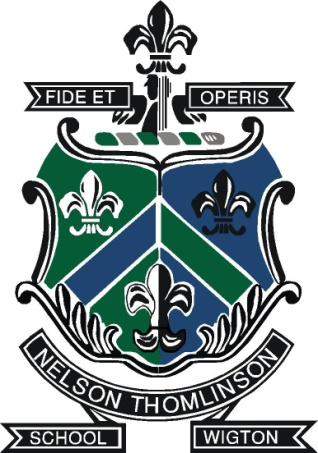 FIDE ET OPERIS
NELSON THOMLINSON
SCHOOL WIGTON